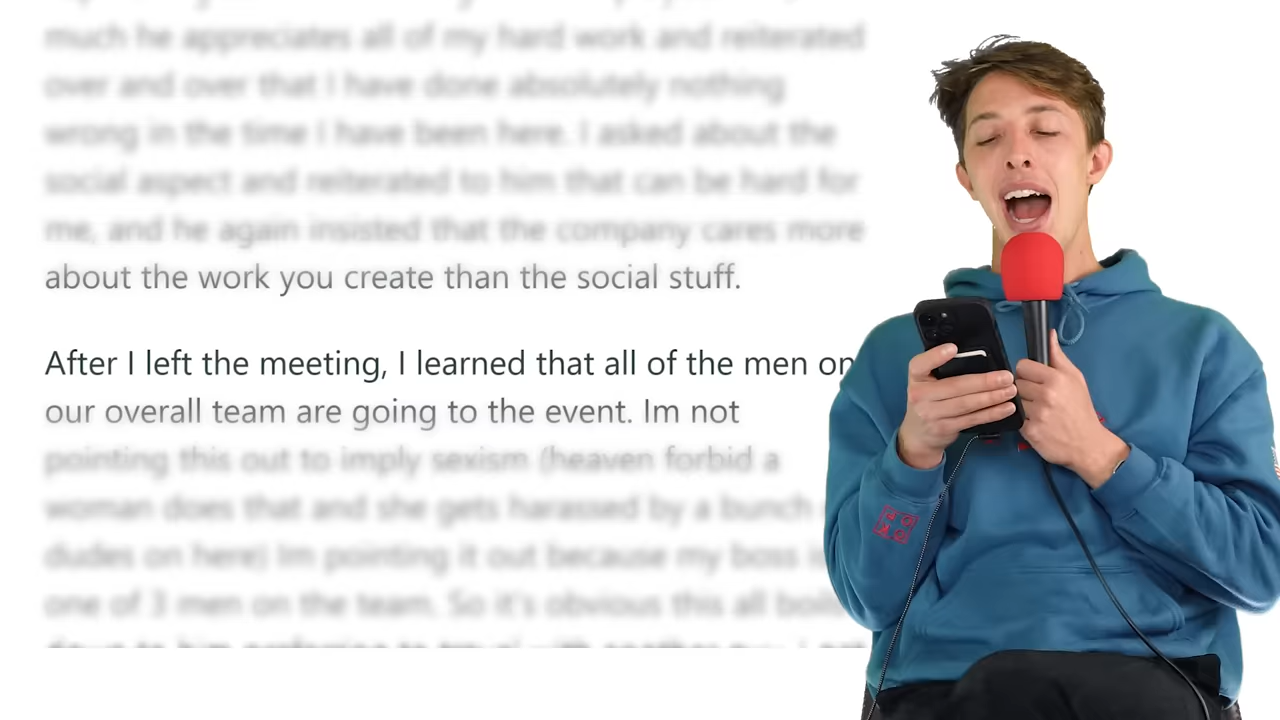 much he appreciates all of my hard work and reiterated
over and over that I have done absolutely nothing
wrong in the time I have been here. I asked about the
social aspect and reiterated to him that can be hard for
me, and he again insisted that the company cares more
about the work you create than the social stuff.
After I left the meeting, I learned that all of the men on
our overall team are going to the event. Im not
pointing this out to imply sexism (heaven forbid a
woman does that and she gets harassed by a bunch
dudes on here) Im pointing it out because my boss
one of 3 men on the team. So it's obvious this all